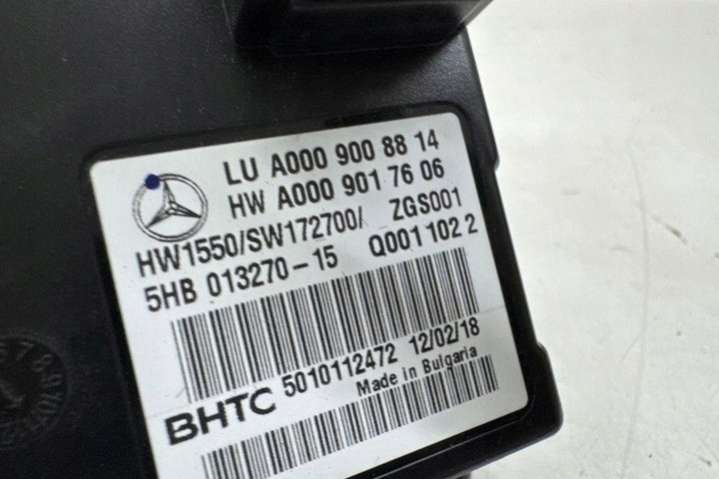 LU A000 900 88 14
HW A000 901 76 06
HW1550/SW172700/ ZGS001
5HB 013270-15 Q001 102 2
BHTC 5010112472 12/02/18
Made in Bulgaria